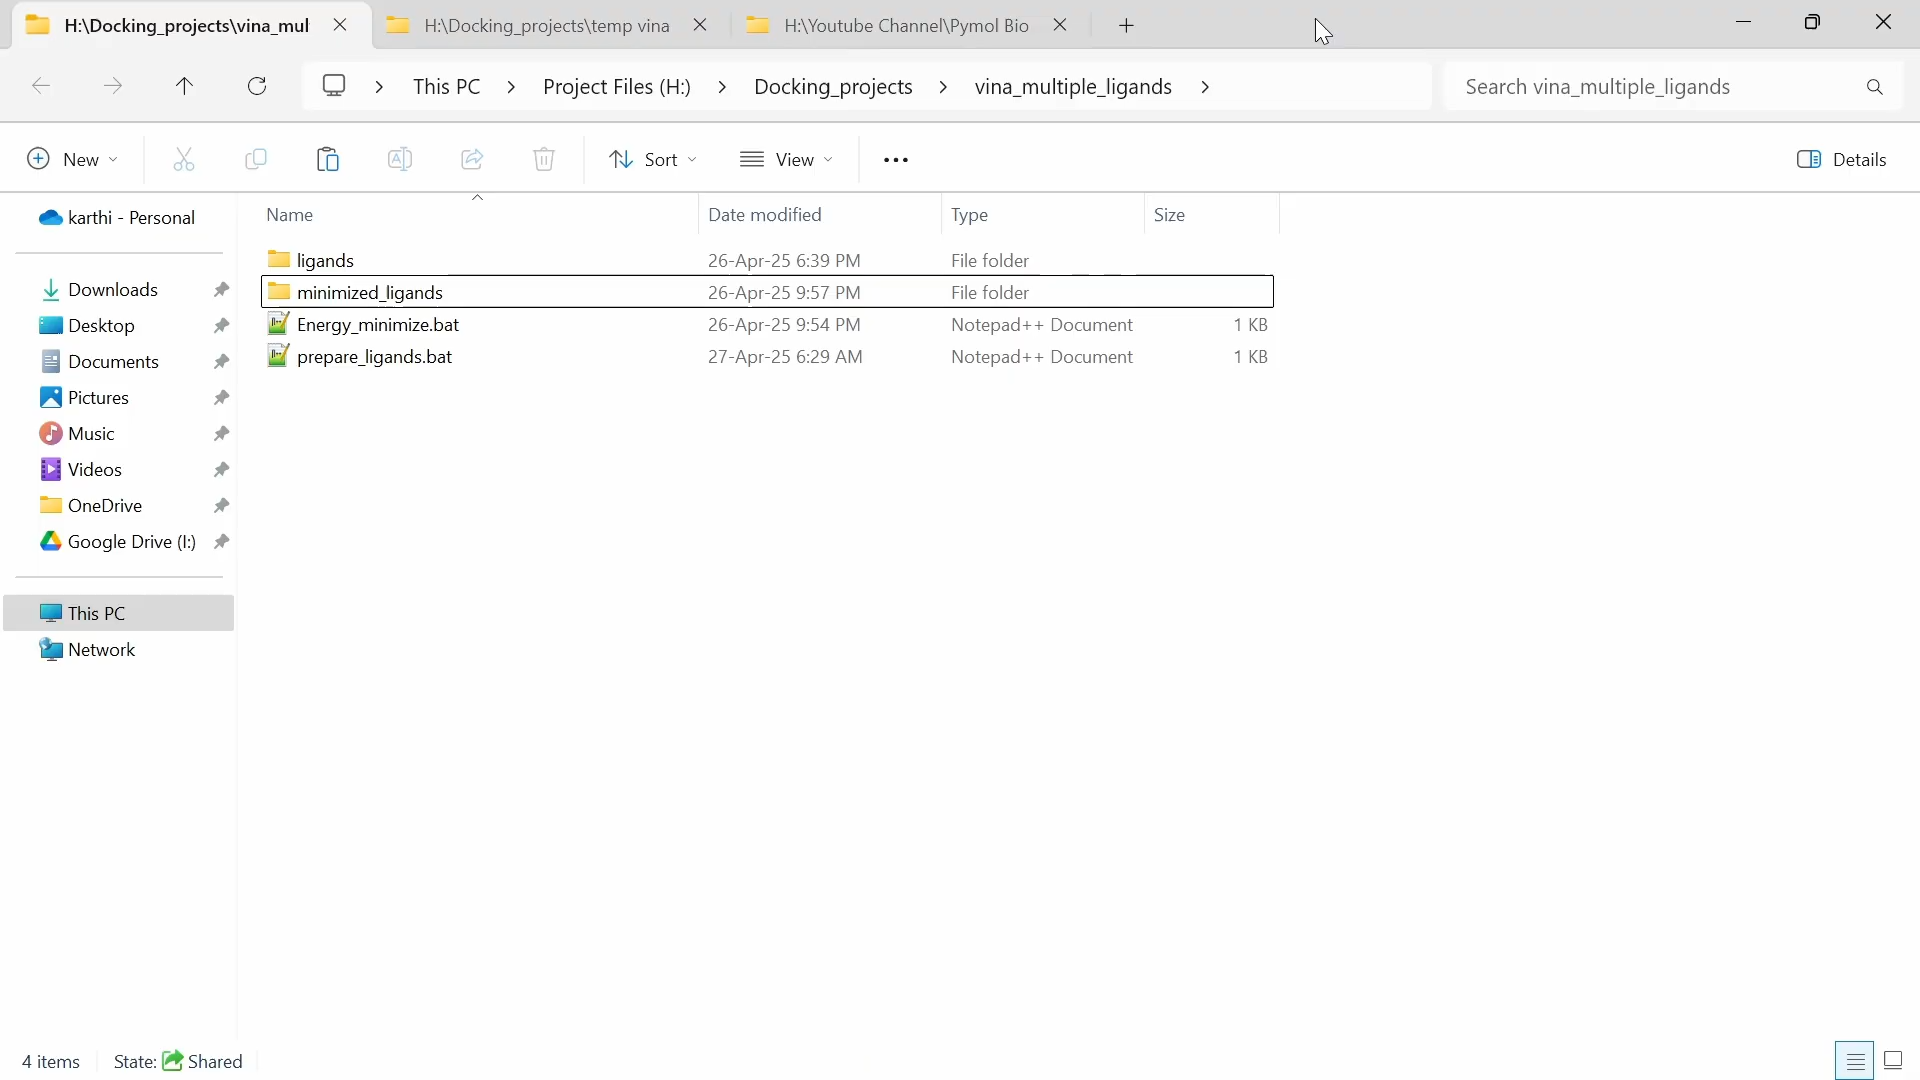 H:\Docking_projects\vina_mul
H:\Docking_projects\temp vina
H:\Youtube Channel\Pymol Bio
This PC > Project Files (H:) > Docking_projects > vina_multiple_ligands >
Search vina_multiple_ligands
New
Sort
View
Details
karthi - Personal
Downloads
Desktop
Documents
Pictures
Music
Videos
OneDrive
Google Drive (I:)
This PC
Network
Name Date modified Type Size
ligands 26-Apr-25 6:39 PM File folder
minimized_ligands 26-Apr-25 9:57 PM File folder
Energy_minimize.bat 26-Apr-25 9:54 PM Notepad++ Document 1 KB
prepare_ligands.bat 27-Apr-25 6:29 AM Notepad++ Document 1 KB
4 items State: Shared